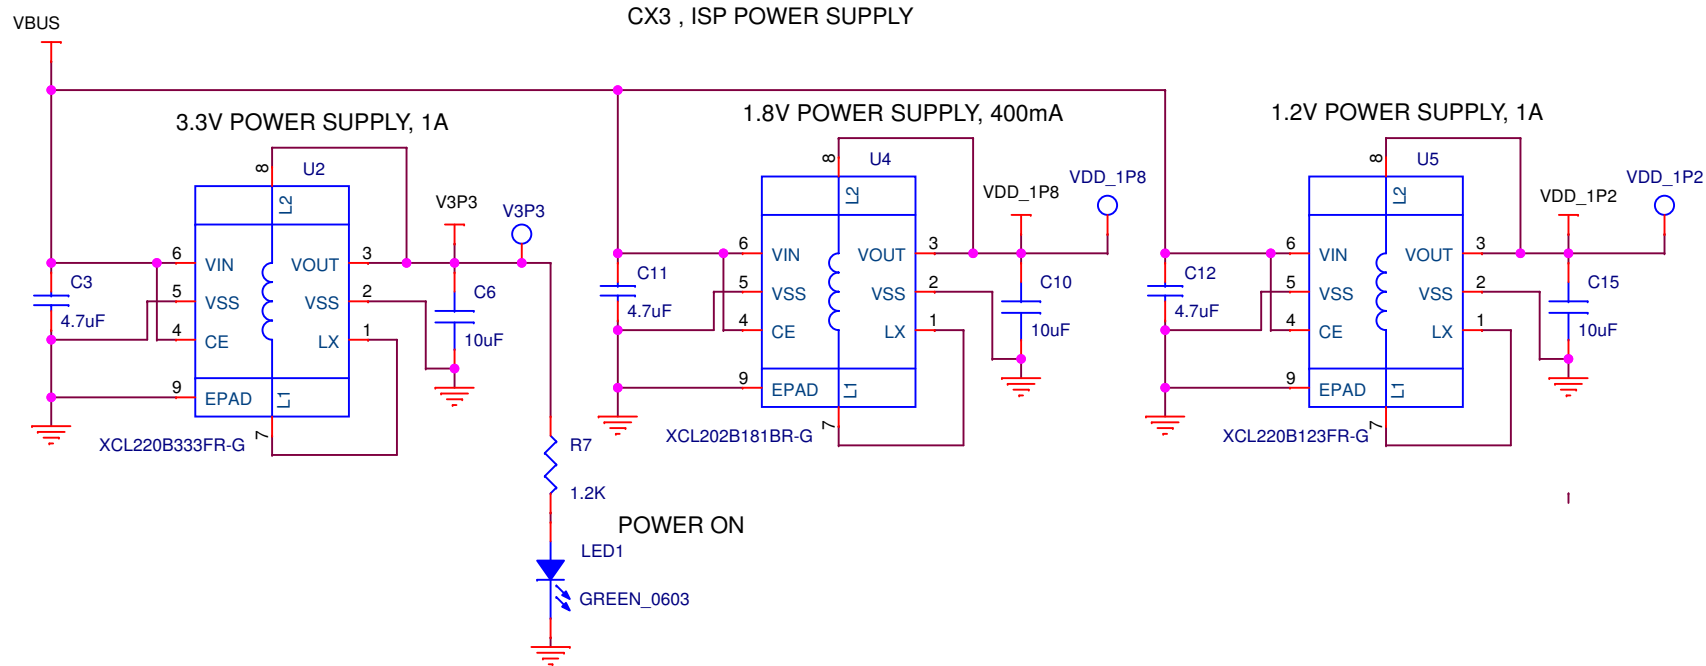 CX3 , ISP POWER SUPPLY
VBUS
3.3V POWER SUPPLY, 1A
8
U2
L2
V3P3
V3P3
6
VIN
VOUT
3
C3
4.7uF
5
VSS
VSS
2
C6
10uF
4
CE
LX
1
9
EPAD
L1
7
XCL220B333FR-G
R7
1.2K
POWER ON
LED1
GREEN_0603
1.8V POWER SUPPLY, 400mA
8
U4
L2
VDD_1P8
VDD_1P8
6
VIN
VOUT
3
C11
4.7uF
5
VSS
VSS
2
C10
10uF
4
CE
LX
1
9
EPAD
L1
7
XCL202B181BR-G
1.2V POWER SUPPLY, 1A
8
U5
L2
VDD_1P2
VDD_1P2
6
VIN
VOUT
3
C12
4.7uF
5
VSS
VSS
2
C15
10uF
4
CE
LX
1
9
EPAD
L1
7
XCL220B123FR-G